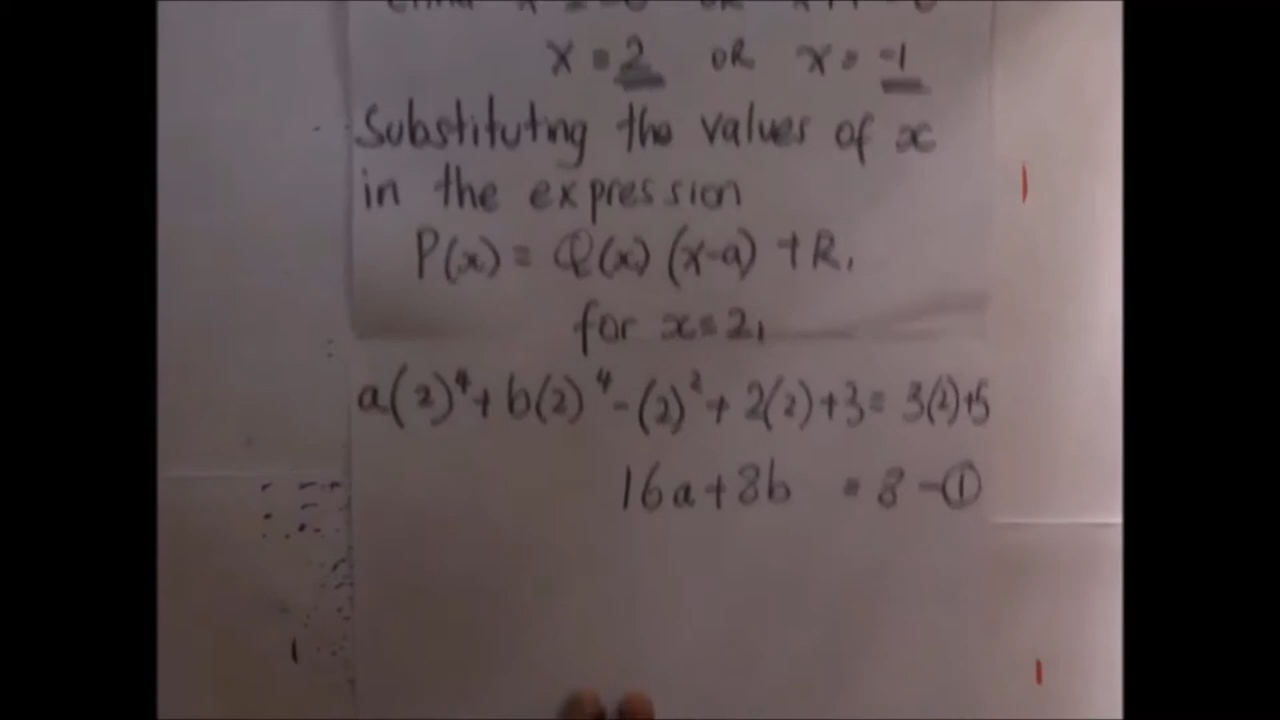 x = 2 OR x = -1
Substituting the values of x
in the expression
P(x) = Q(x) (x-a) + R,
for x=2,
a(2)⁴ + b(2)⁴ - (2)² + 2(2)+3 = 3(2)+5
16a+8b = 8 - ①